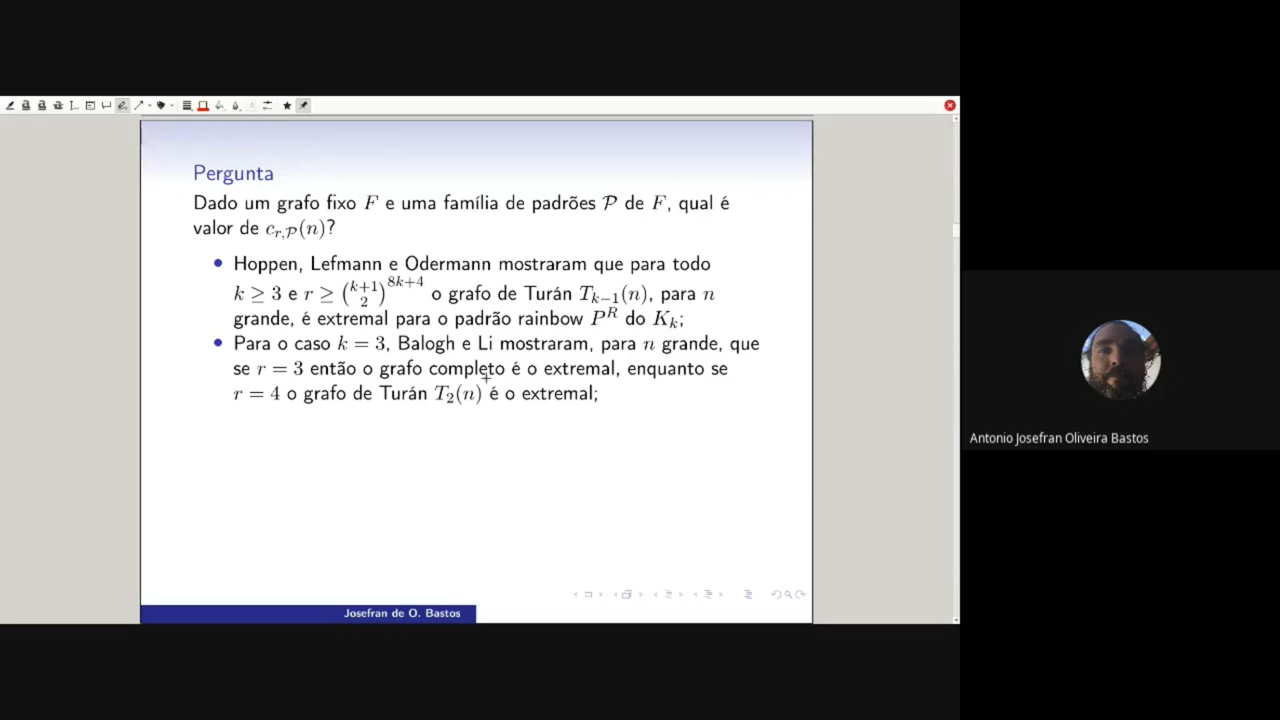 Pergunta
Dado um grafo fixo F e uma família de padrões 𝒫 de F, qual é
valor de c_{r,𝒫}(n)?
• Hoppen, Lefmann e Odermann mostraram que para todo
k ≥ 3 e r ≥ \binom{k+1}{2}^{8k+4} o grafo de Turán T_{k−1}(n), para n
grande, é extremal para o padrão rainbow P^R do K_k;
• Para o caso k = 3, Balogh e Li mostraram, para n grande, que
se r = 3 então o grafo completo é o extremal, enquanto se
r = 4 o grafo de Turán T_2(n) é o extremal;
Josefran de O. Bastos
Antonio Josefran Oliveira Bastos